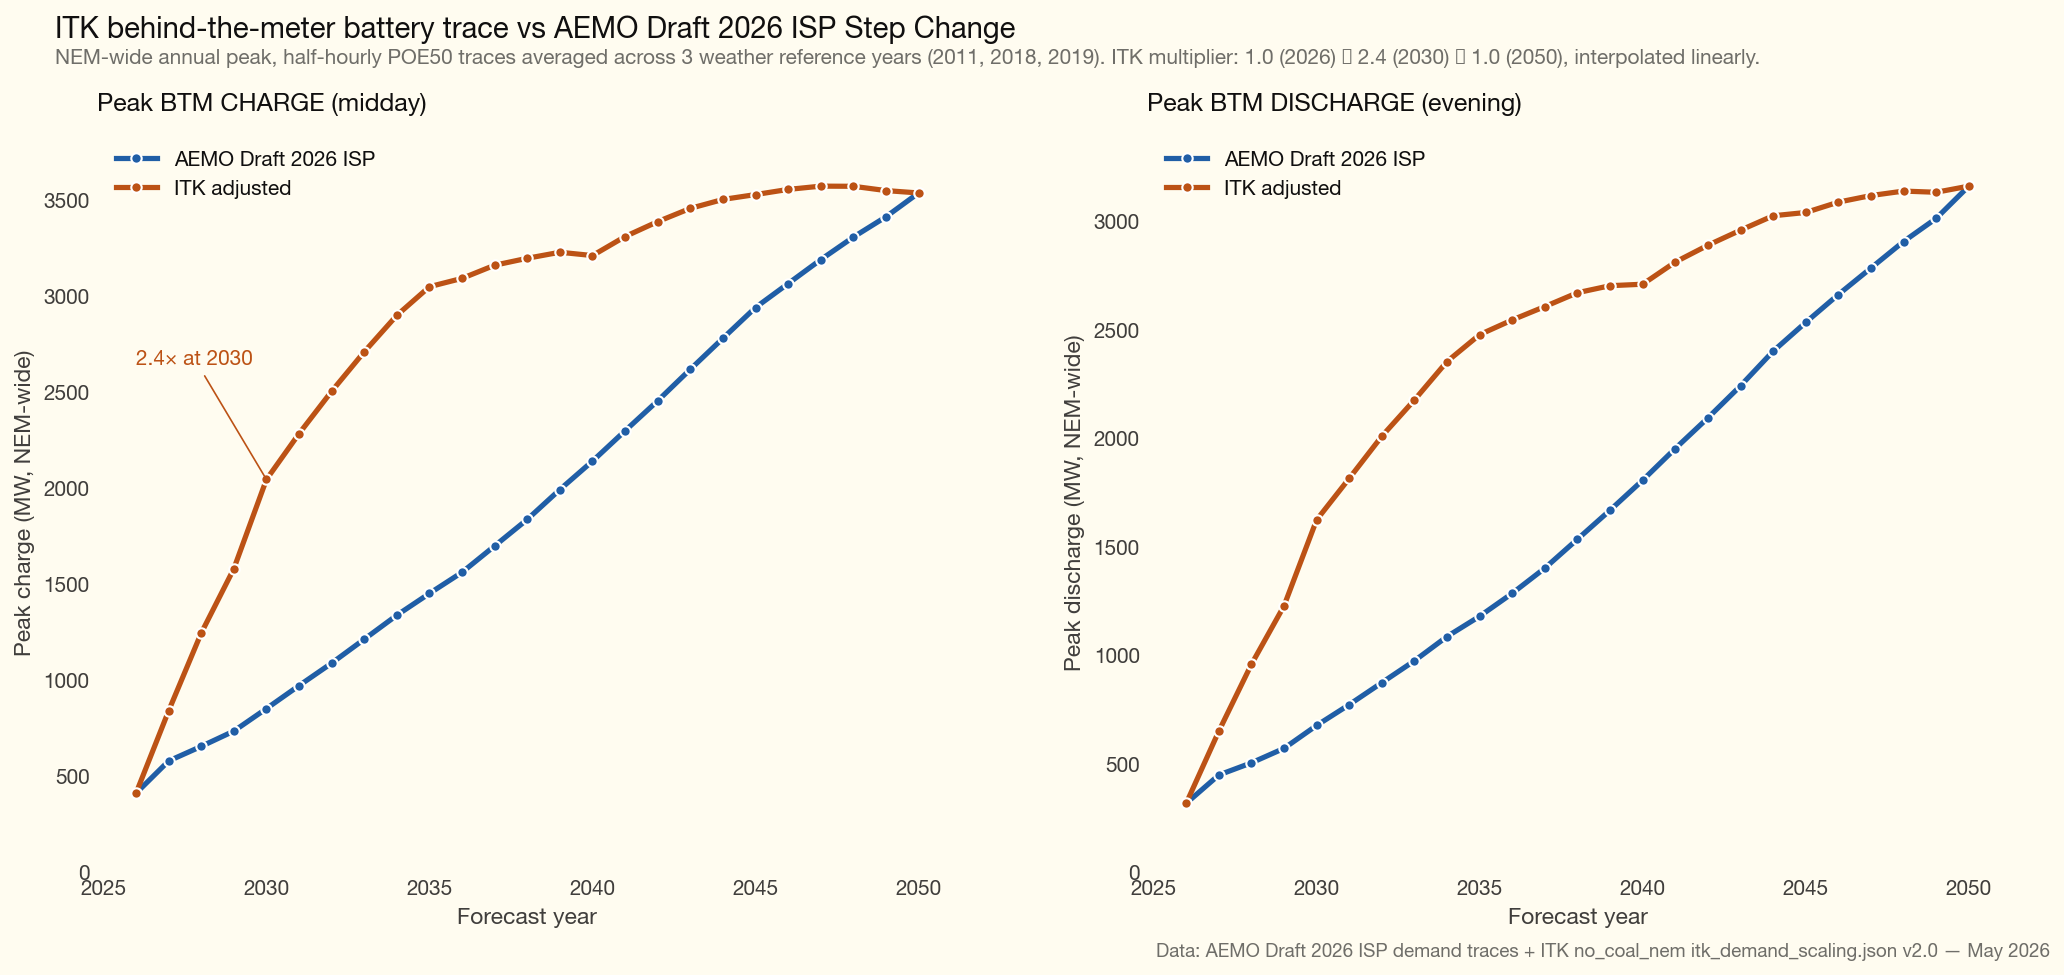 ITK behind-the-meter battery trace vs AEMO Draft 2026 ISP Step Change
NEM-wide annual peak, half-hourly POE50 traces averaged across 3 weather reference years (2011, 2018, 2019). ITK multiplier: 1.0 (2026) ▯ 2.4 (2030) ▯ 1.0 (2050), interpolated linearly.
Peak BTM CHARGE (midday)
AEMO Draft 2026 ISP
ITK adjusted
2.4× at 2030
Peak charge (MW, NEM-wide)
3500
3000
2500
2000
1500
1000
500
0
2025 2030 2035 2040 2045 2050
Forecast year
Peak BTM DISCHARGE (evening)
AEMO Draft 2026 ISP
ITK adjusted
Peak discharge (MW, NEM-wide)
3000
2500
2000
1500
1000
500
0
2025 2030 2035 2040 2045 2050
Forecast year
Data: AEMO Draft 2026 ISP demand traces + ITK no_coal_nem itk_demand_scaling.json v2.0 — May 2026